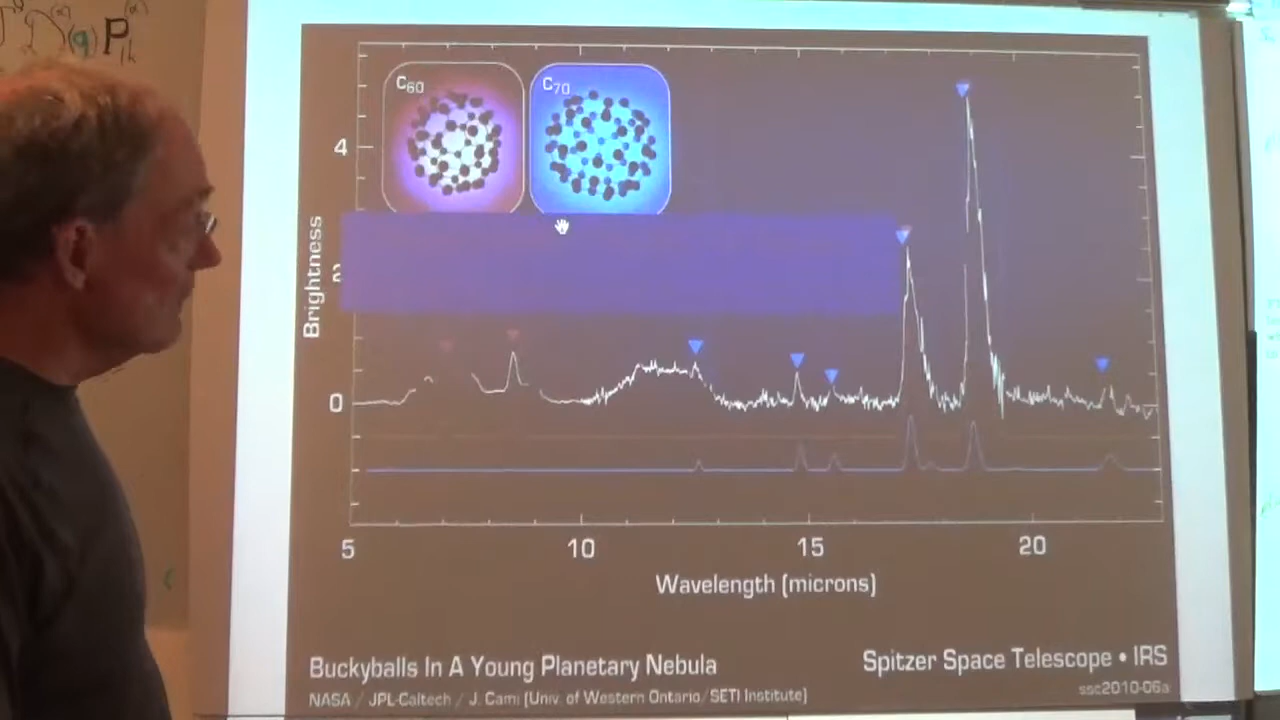 (q) P
C60
C70
4
2
0
Brightness
5
10
15
20
Wavelength (microns)
Buckyballs In A Young Planetary Nebula
NASA / JPL-Caltech / J. Cami (Univ. of Western Ontario/SETI Institute)
Spitzer Space Telescope • IRS
ssc2010-06a